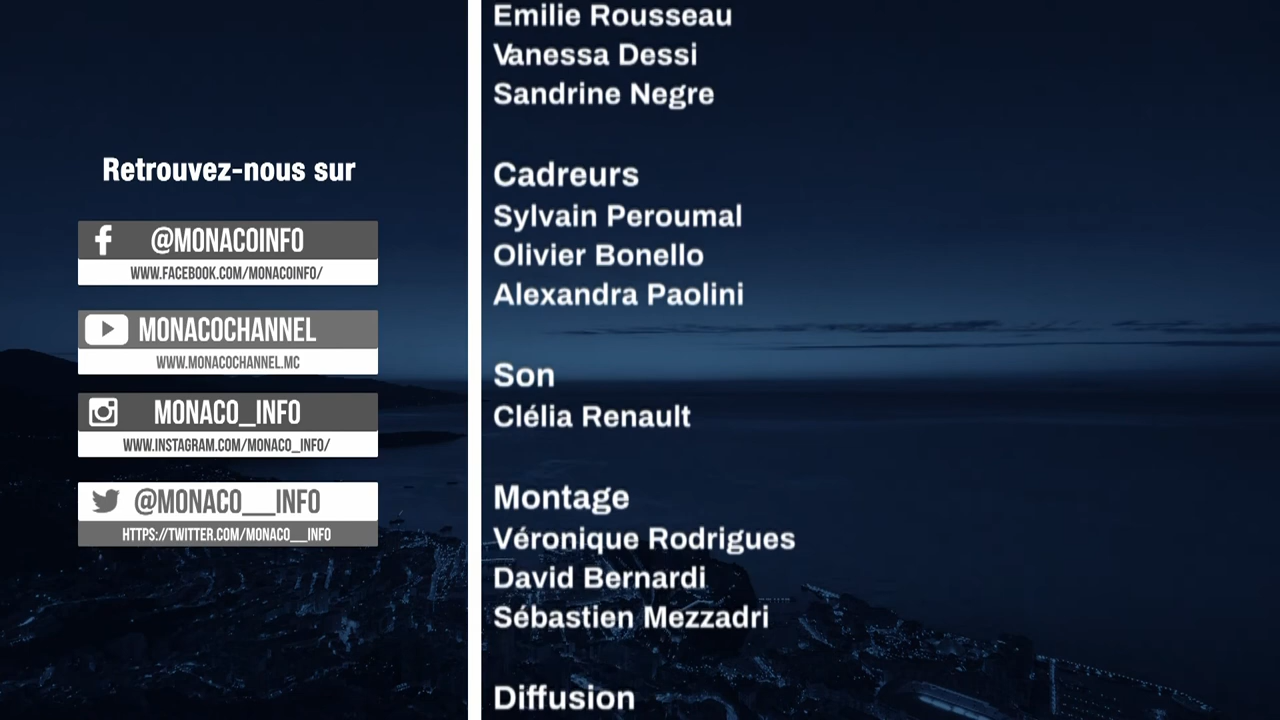 Retrouvez-nous sur
@MONACOINFO
WWW.FACEBOOK.COM/MONACOINFO/
MONACOCHANNEL
WWW.MONACOCHANNEL.MC
MONACO_INFO
WWW.INSTAGRAM.COM/MONACO_INFO/
@MONACO__INFO
HTTPS://TWITTER.COM/MONACO__INFO
Emilie Rousseau
Vanessa Dessi
Sandrine Negre
Cadreurs
Sylvain Peroumal
Olivier Bonello
Alexandra Paolini
Son
Clélia Renault
Montage
Véronique Rodrigues
David Bernardi
Sébastien Mezzadri
Diffusion